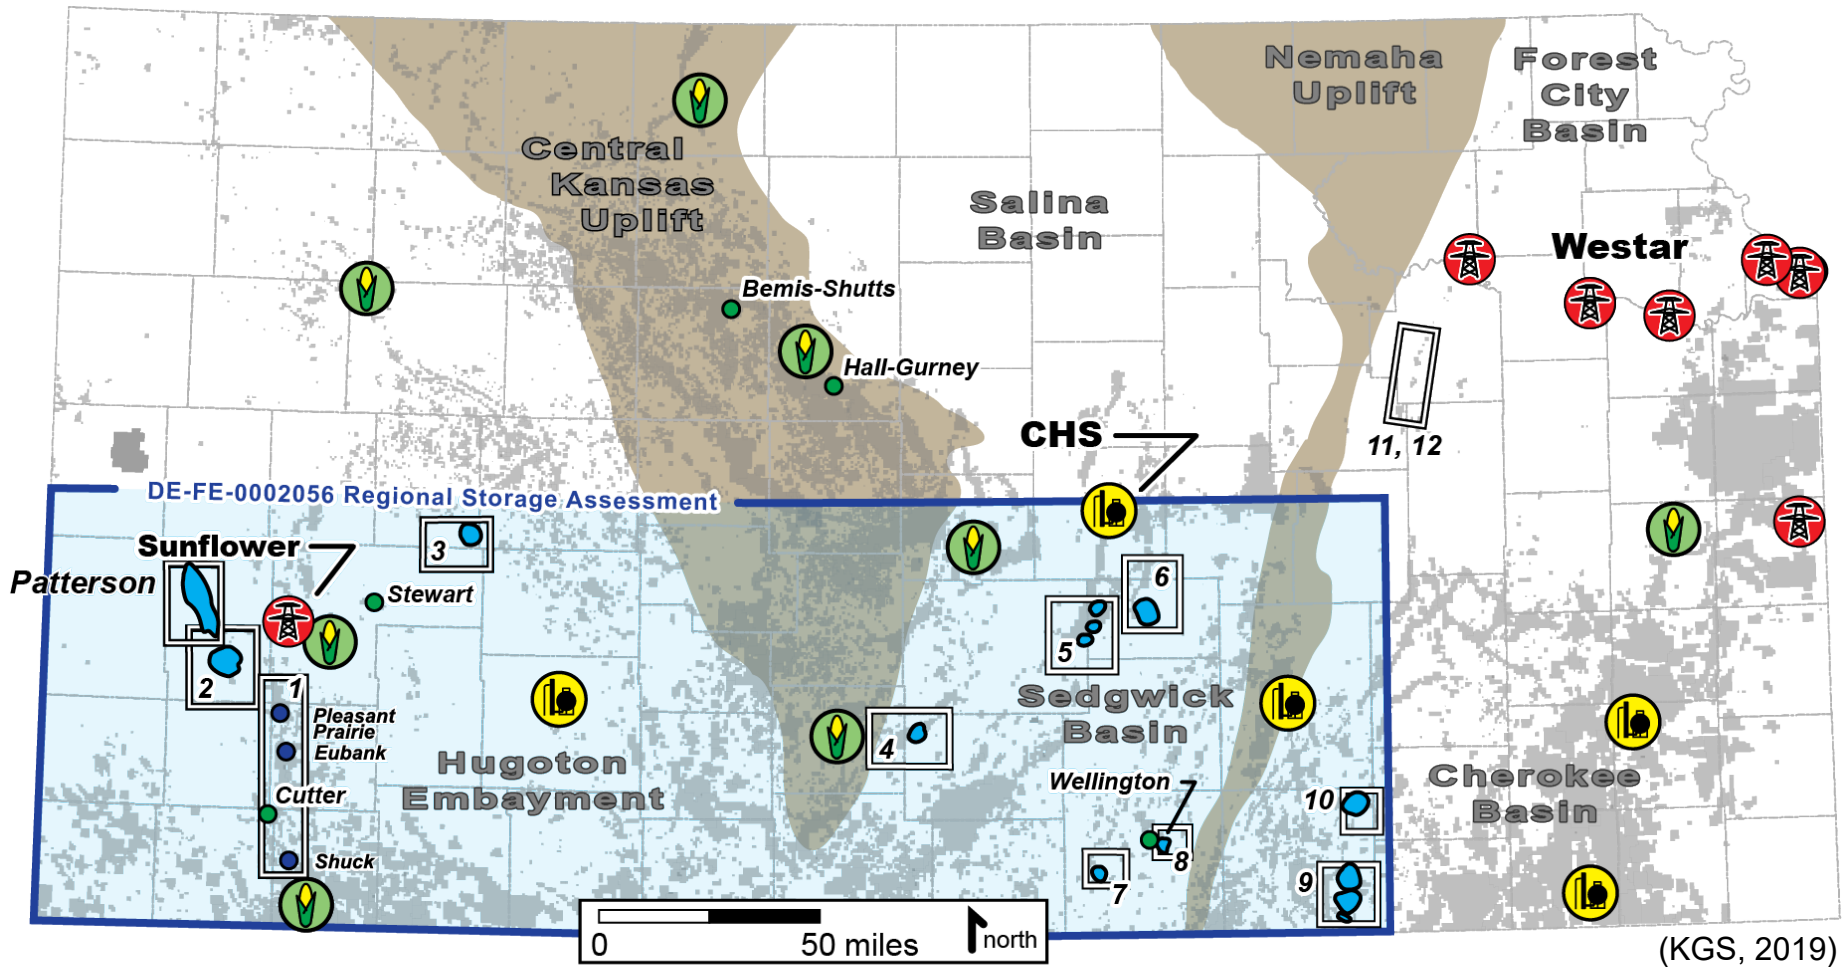 Nemaha
Uplift
Forest
City
Basin
Central
Kansas
Uplift
Salina
Basin
Westar
Bemis-Shutts
Hall-Gurney
CHS
11, 12
DE-FE-0002056 Regional Storage Assessment
Sunflower
3
Patterson
Stewart
6
5
2
1
Pleasant
Prairie
Eubank
Sedgwick
Basin
4
Hugoton
Embayment
Wellington
Cherokee
Basin
Cutter
10
Shuck
8
7
9
0
50 miles
north
(KGS, 2019)